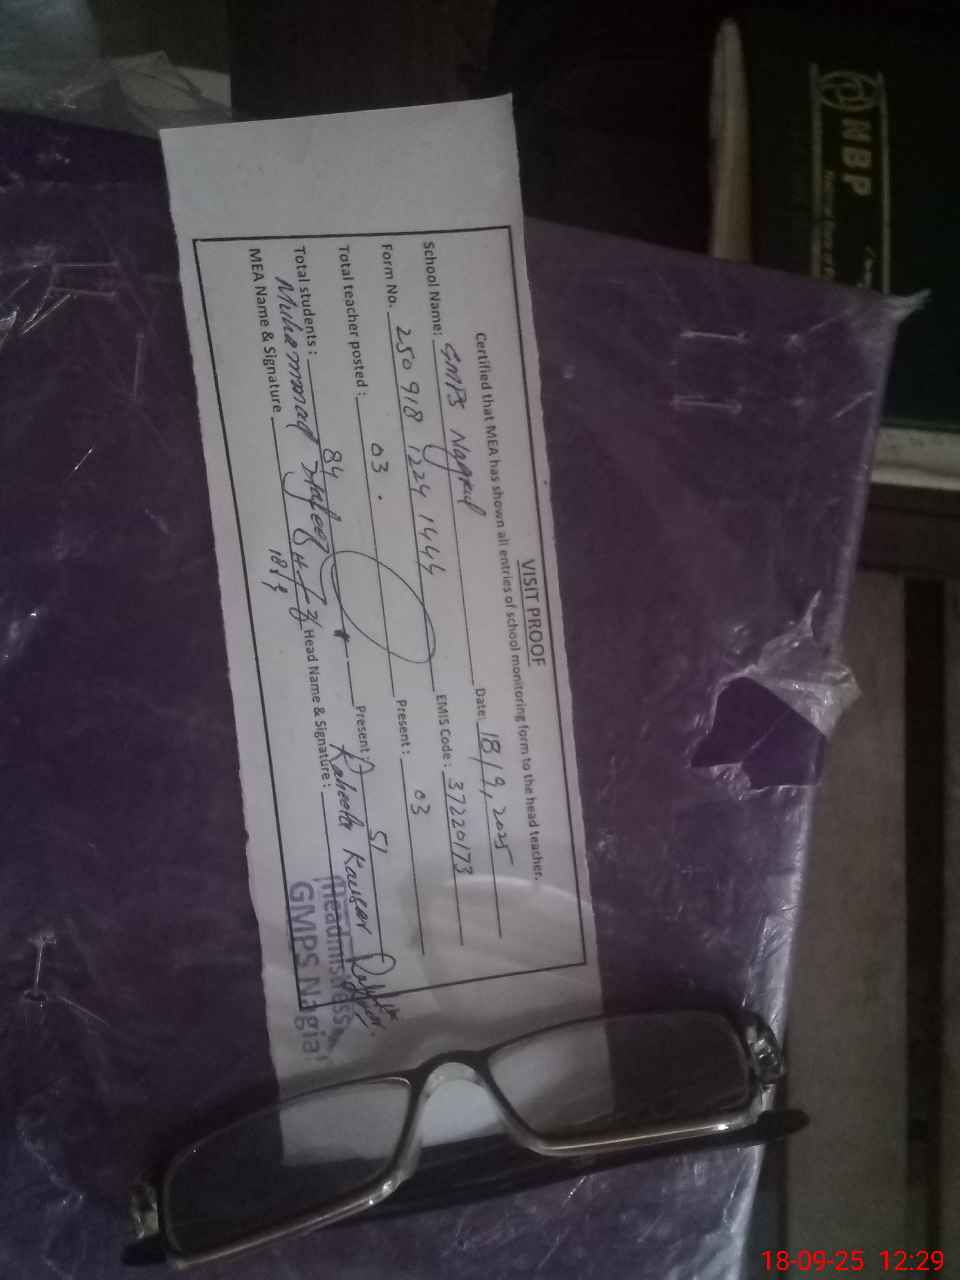 VISIT PROOF
Certified that MEA has shown all entries of school monitoring form to the head teacher.
School Name: GMPS Nagial Date: 18/9, 2025
Form No. 250 918 1224 1444 EMIS Code: 37220173
Total teacher posted: 03. Present: 03
Total students: 84 Present: 51
MEA Name & Signature Muhammad Head Name & Signature: Raheela Kausar
18/9
Headmistress
GMPS Nagial
NBP
18-09-25 12:29